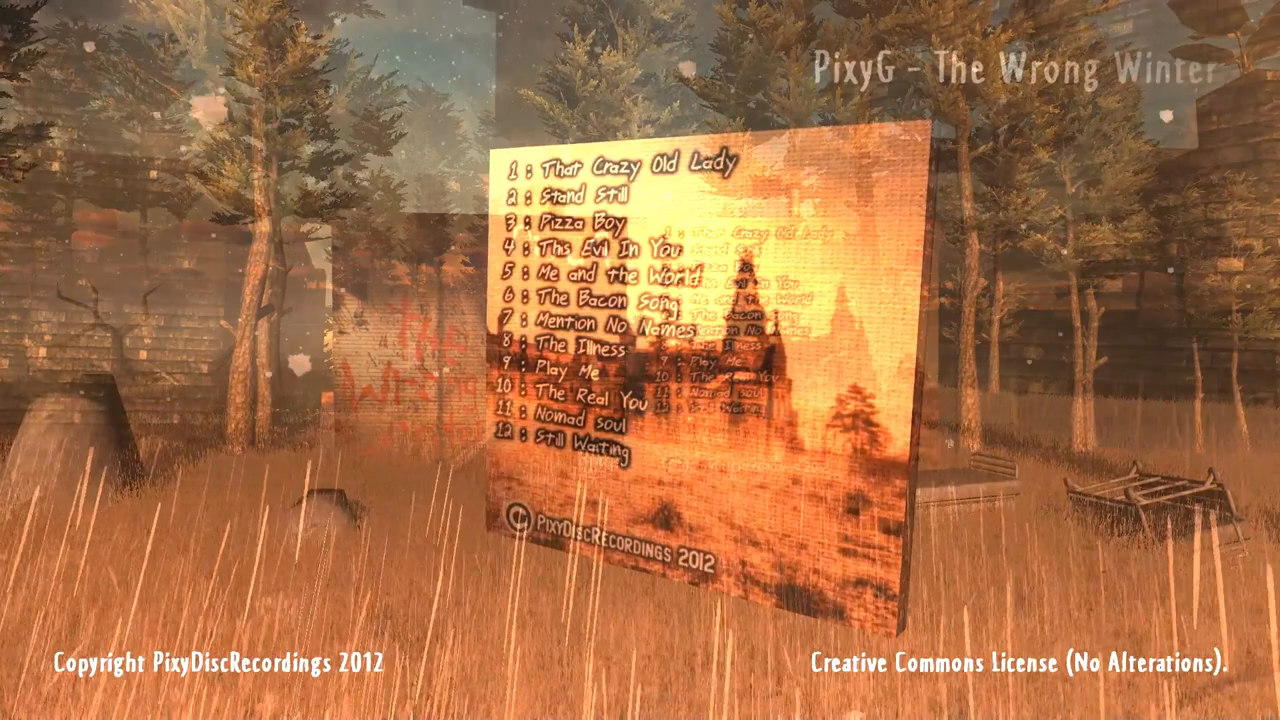 PixyG - The Wrong Winter
1 : That Crazy Old Lady
2 : Stand Still
3 : Pizza Boy
4 : This Evil In You
5 : Me and the World
6 : The Bacon Song
7 : Mention No Names
8 : The Illness
9 : Play Me
10 : The Real You
11 : Nomad soul
12 : Still Waiting
© PixyDiscRecordings 2012
The
Wrong
Copyright PixyDiscRecordings 2012
Creative Commons License (No Alterations).